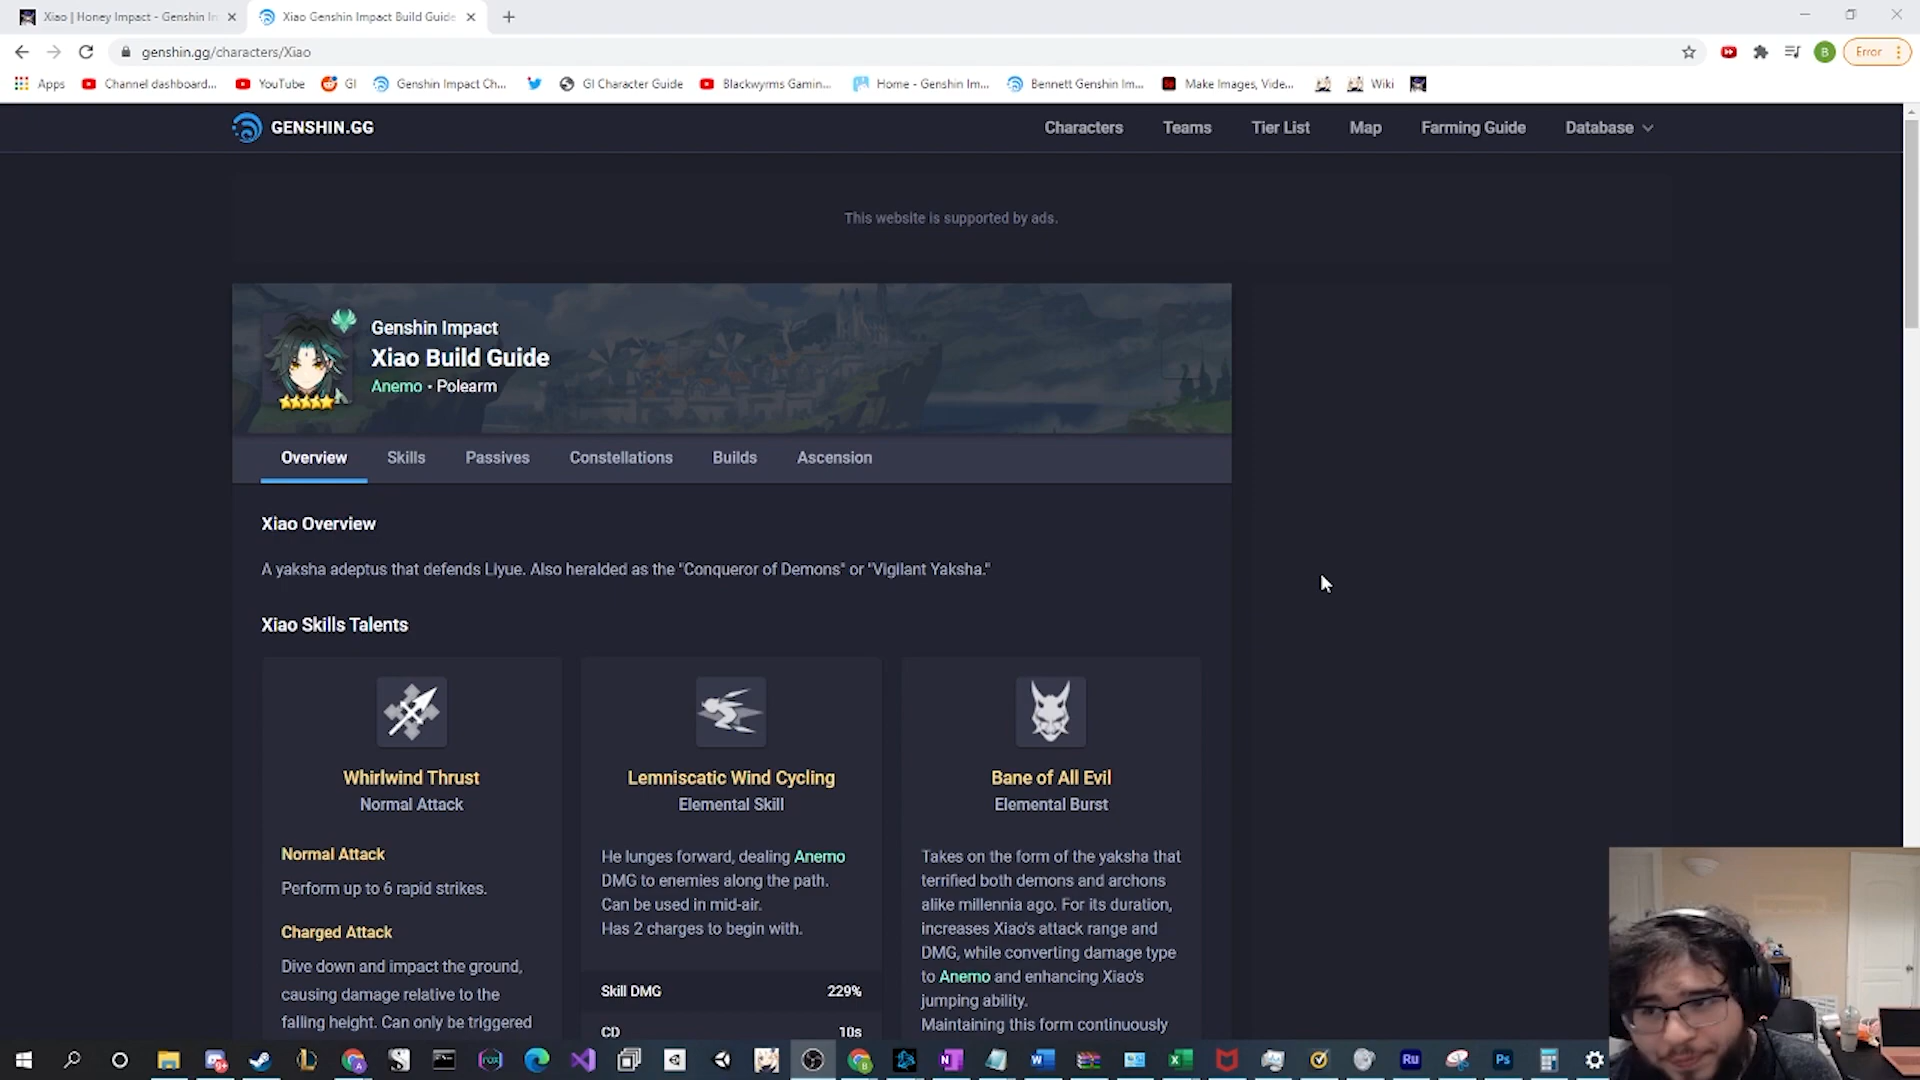 Xiao | Honey Impact - Genshin I
Xiao Genshin Impact Build Guide
genshin.gg/characters/Xiao
B
Error
Apps
Channel dashboard...
YouTube
GI
Genshin Impact Ch...
GI Character Guide
Blackwyrms Gamin...
Home - Genshin Im...
Bennett Genshin Im...
Make Images, Vide...
Wiki
GENSHIN.GG
Characters
Teams
Tier List
Map
Farming Guide
Database
This website is supported by ads.
Genshin Impact
Xiao Build Guide
Anemo · Polearm
Overview
Skills
Passives
Constellations
Builds
Ascension
Xiao Overview
A yaksha adeptus that defends Liyue. Also heralded as the "Conqueror of Demons" or "Vigilant Yaksha."
Xiao Skills Talents
Whirlwind Thrust
Normal Attack
Normal Attack
Perform up to 6 rapid strikes.
Charged Attack
Dive down and impact the ground,
causing damage relative to the
falling height. Can only be triggered
Lemniscatic Wind Cycling
Elemental Skill
He lunges forward, dealing Anemo
DMG to enemies along the path.
Can be used in mid-air.
Has 2 charges to begin with.
Skill DMG 229%
CD 10s
Bane of All Evil
Elemental Burst
Takes on the form of the yaksha that
terrified both demons and archons
alike millennia ago. For its duration,
increases Xiao's attack range and
DMG, while converting damage type
to Anemo and enhancing Xiao's
jumping ability.
Maintaining this form continuously
Ru
Ps